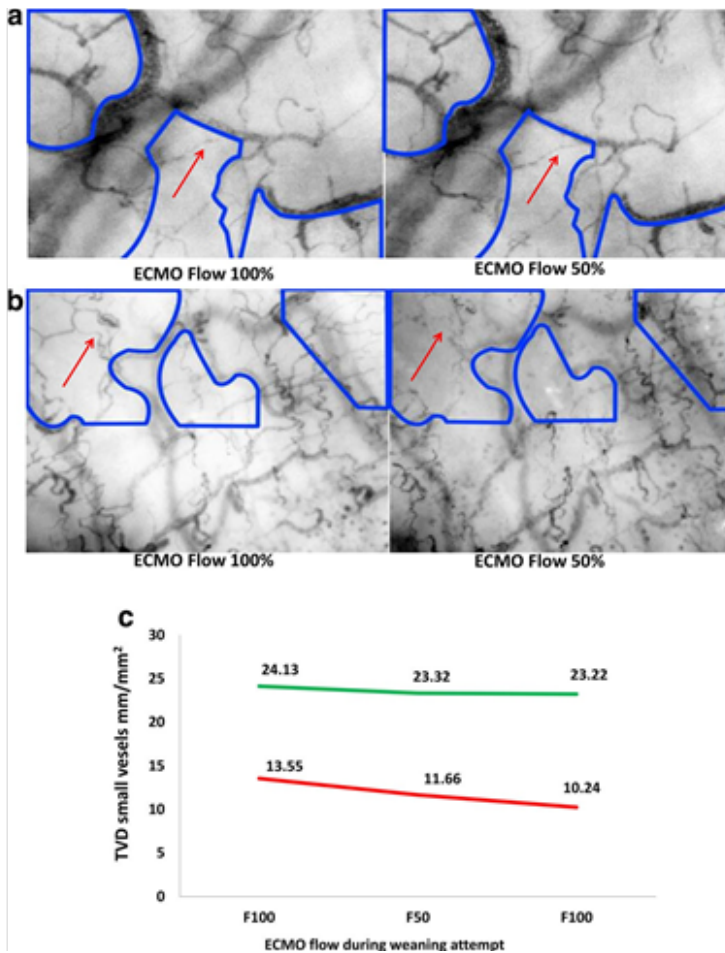 a
ECMO Flow 100% ECMO Flow 50%
b
ECMO Flow 100% ECMO Flow 50%
c
TVD small vesels mm/mm²
30
25
20
15
10
5
0
24.13 23.32 23.22
13.55 11.66 10.24
F100 F50 F100
ECMO flow during weaning attempt